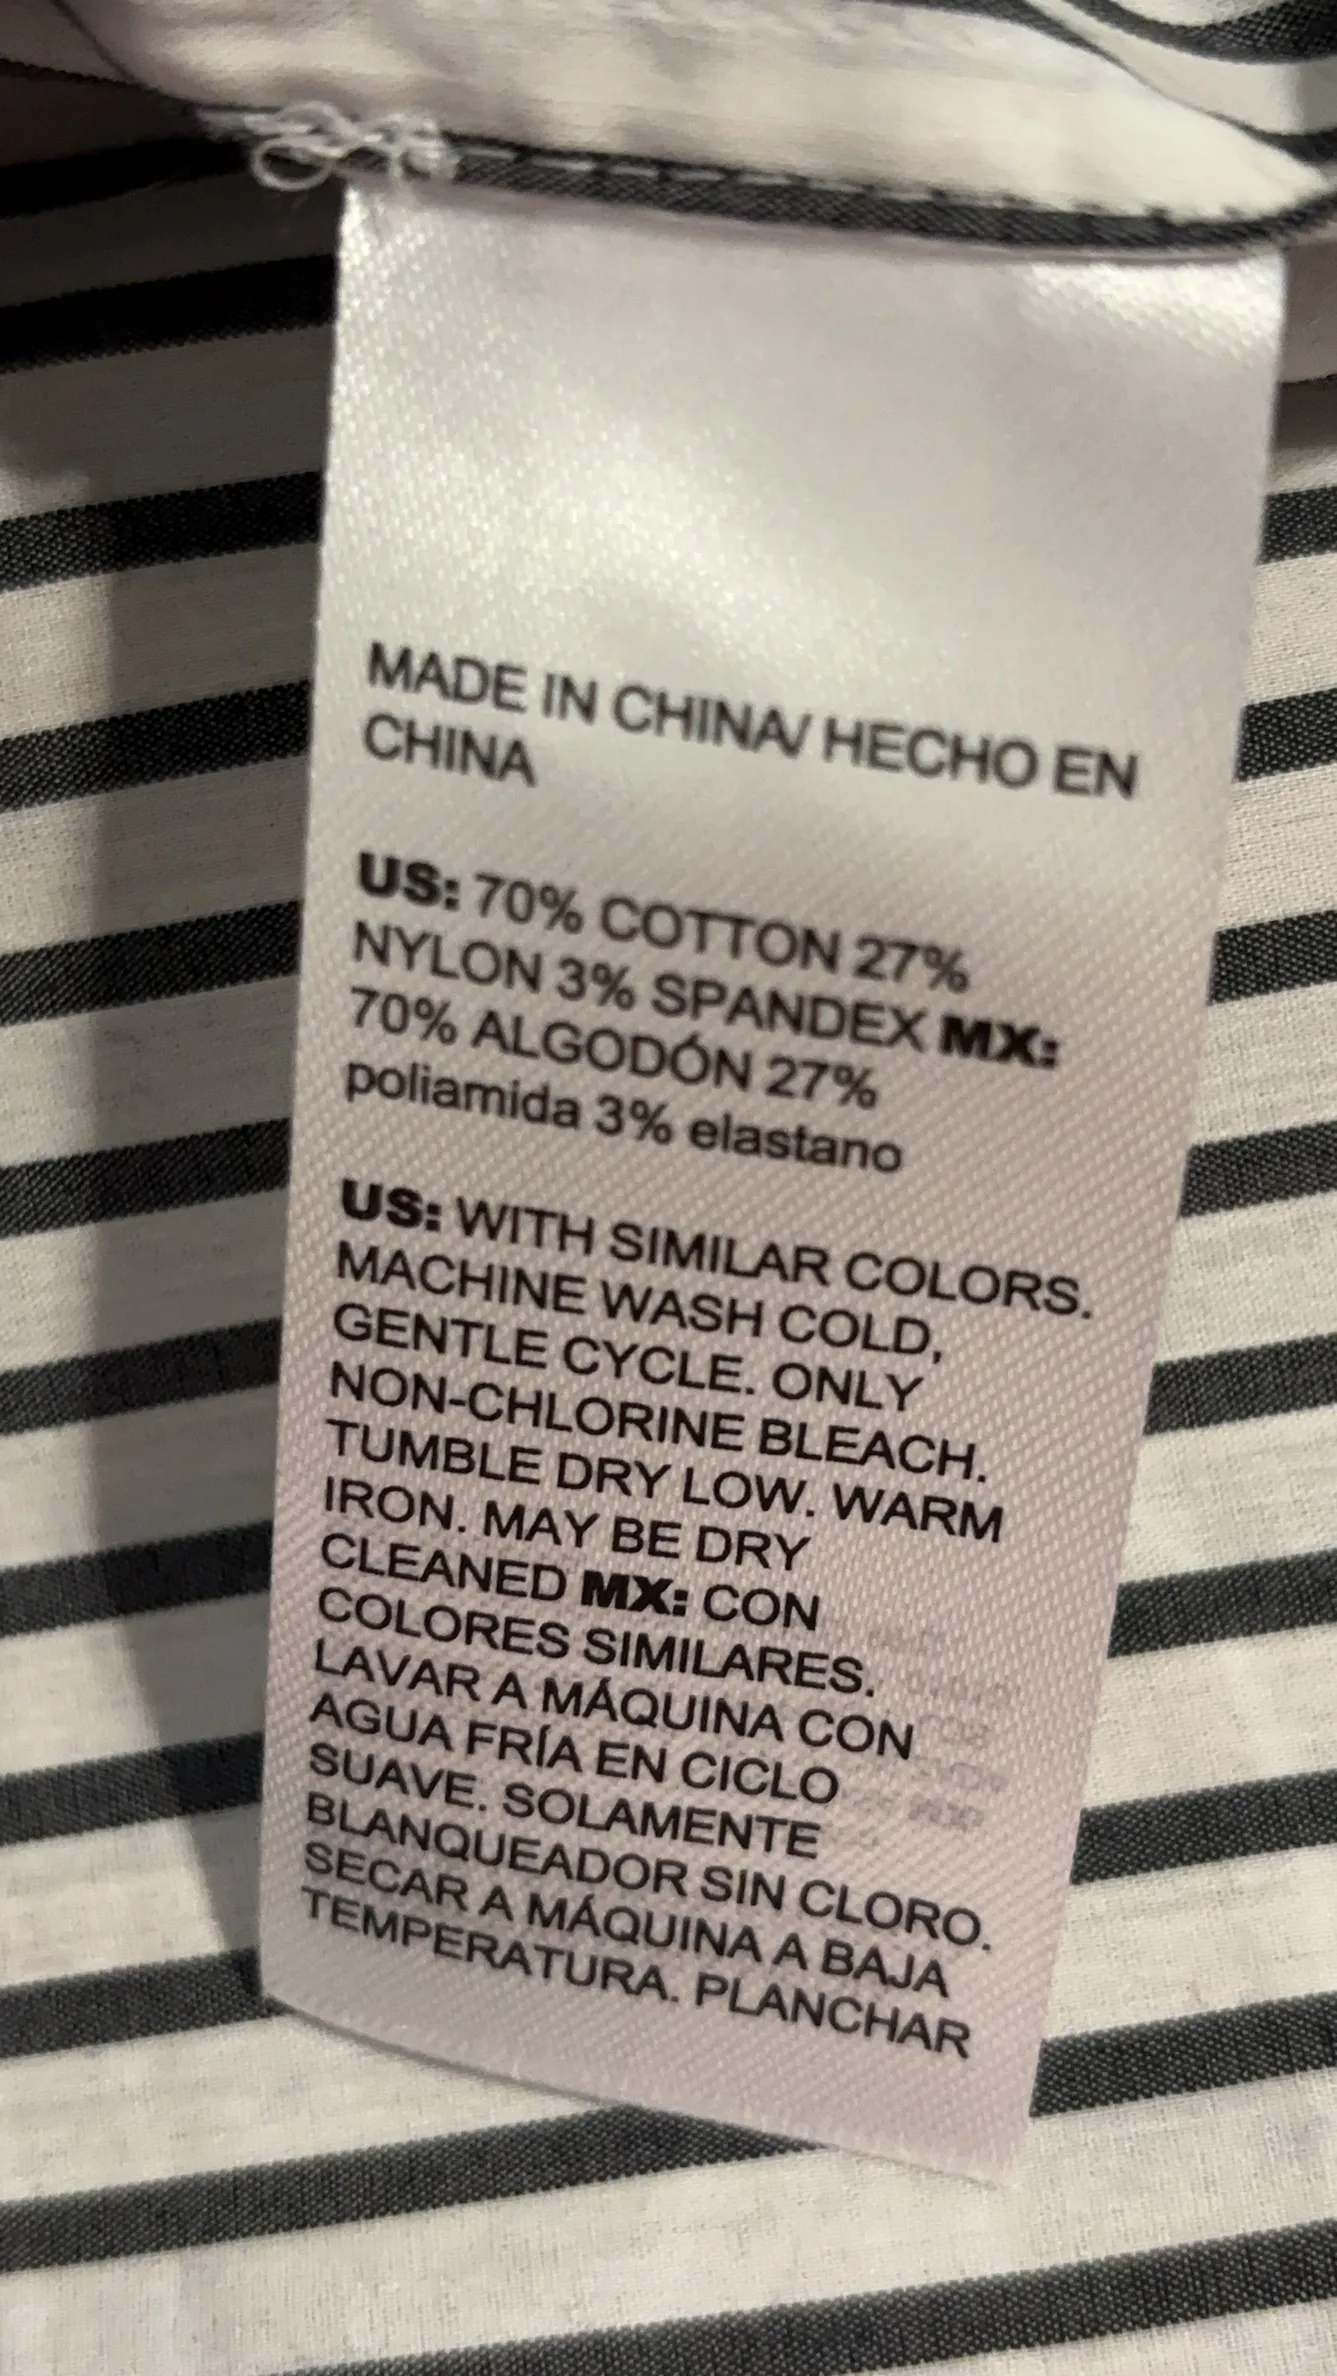 MADE IN CHINA/ HECHO EN
CHINA
US: 70% COTTON 27%
NYLON 3% SPANDEX MX:
70% ALGODÓN 27%
poliamida 3% elastano
US: WITH SIMILAR COLORS.
MACHINE WASH COLD,
GENTLE CYCLE. ONLY
NON-CHLORINE BLEACH.
TUMBLE DRY LOW. WARM
IRON. MAY BE DRY
CLEANED MX: CON
COLORES SIMILARES.
LAVAR A MÁQUINA CON
AGUA FRÍA EN CICLO
SUAVE. SOLAMENTE
BLANQUEADOR SIN CLORO.
SECAR A MÁQUINA A BAJA
TEMPERATURA. PLANCHAR